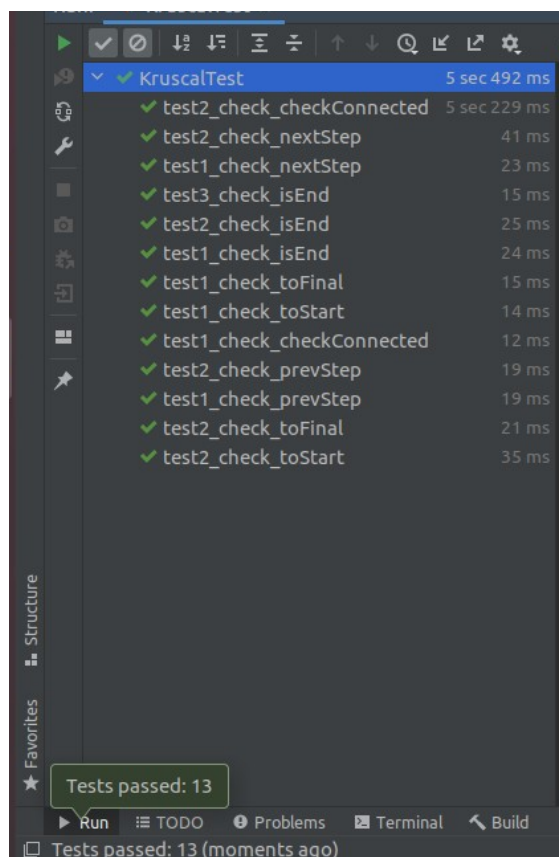 KruscalTest 5 sec 492 ms
test2_check_checkConnected 5 sec 229 ms
test2_check_nextStep 41 ms
test1_check_nextStep 23 ms
test3_check_isEnd 15 ms
test2_check_isEnd 25 ms
test1_check_isEnd 24 ms
test1_check_toFinal 15 ms
test1_check_toStart 14 ms
test1_check_checkConnected 12 ms
test2_check_prevStep 19 ms
test1_check_prevStep 19 ms
test2_check_toFinal 21 ms
test2_check_toStart 35 ms
Structure
Favorites
Tests passed: 13
Run TODO Problems Terminal Build
Tests passed: 13 (moments ago)